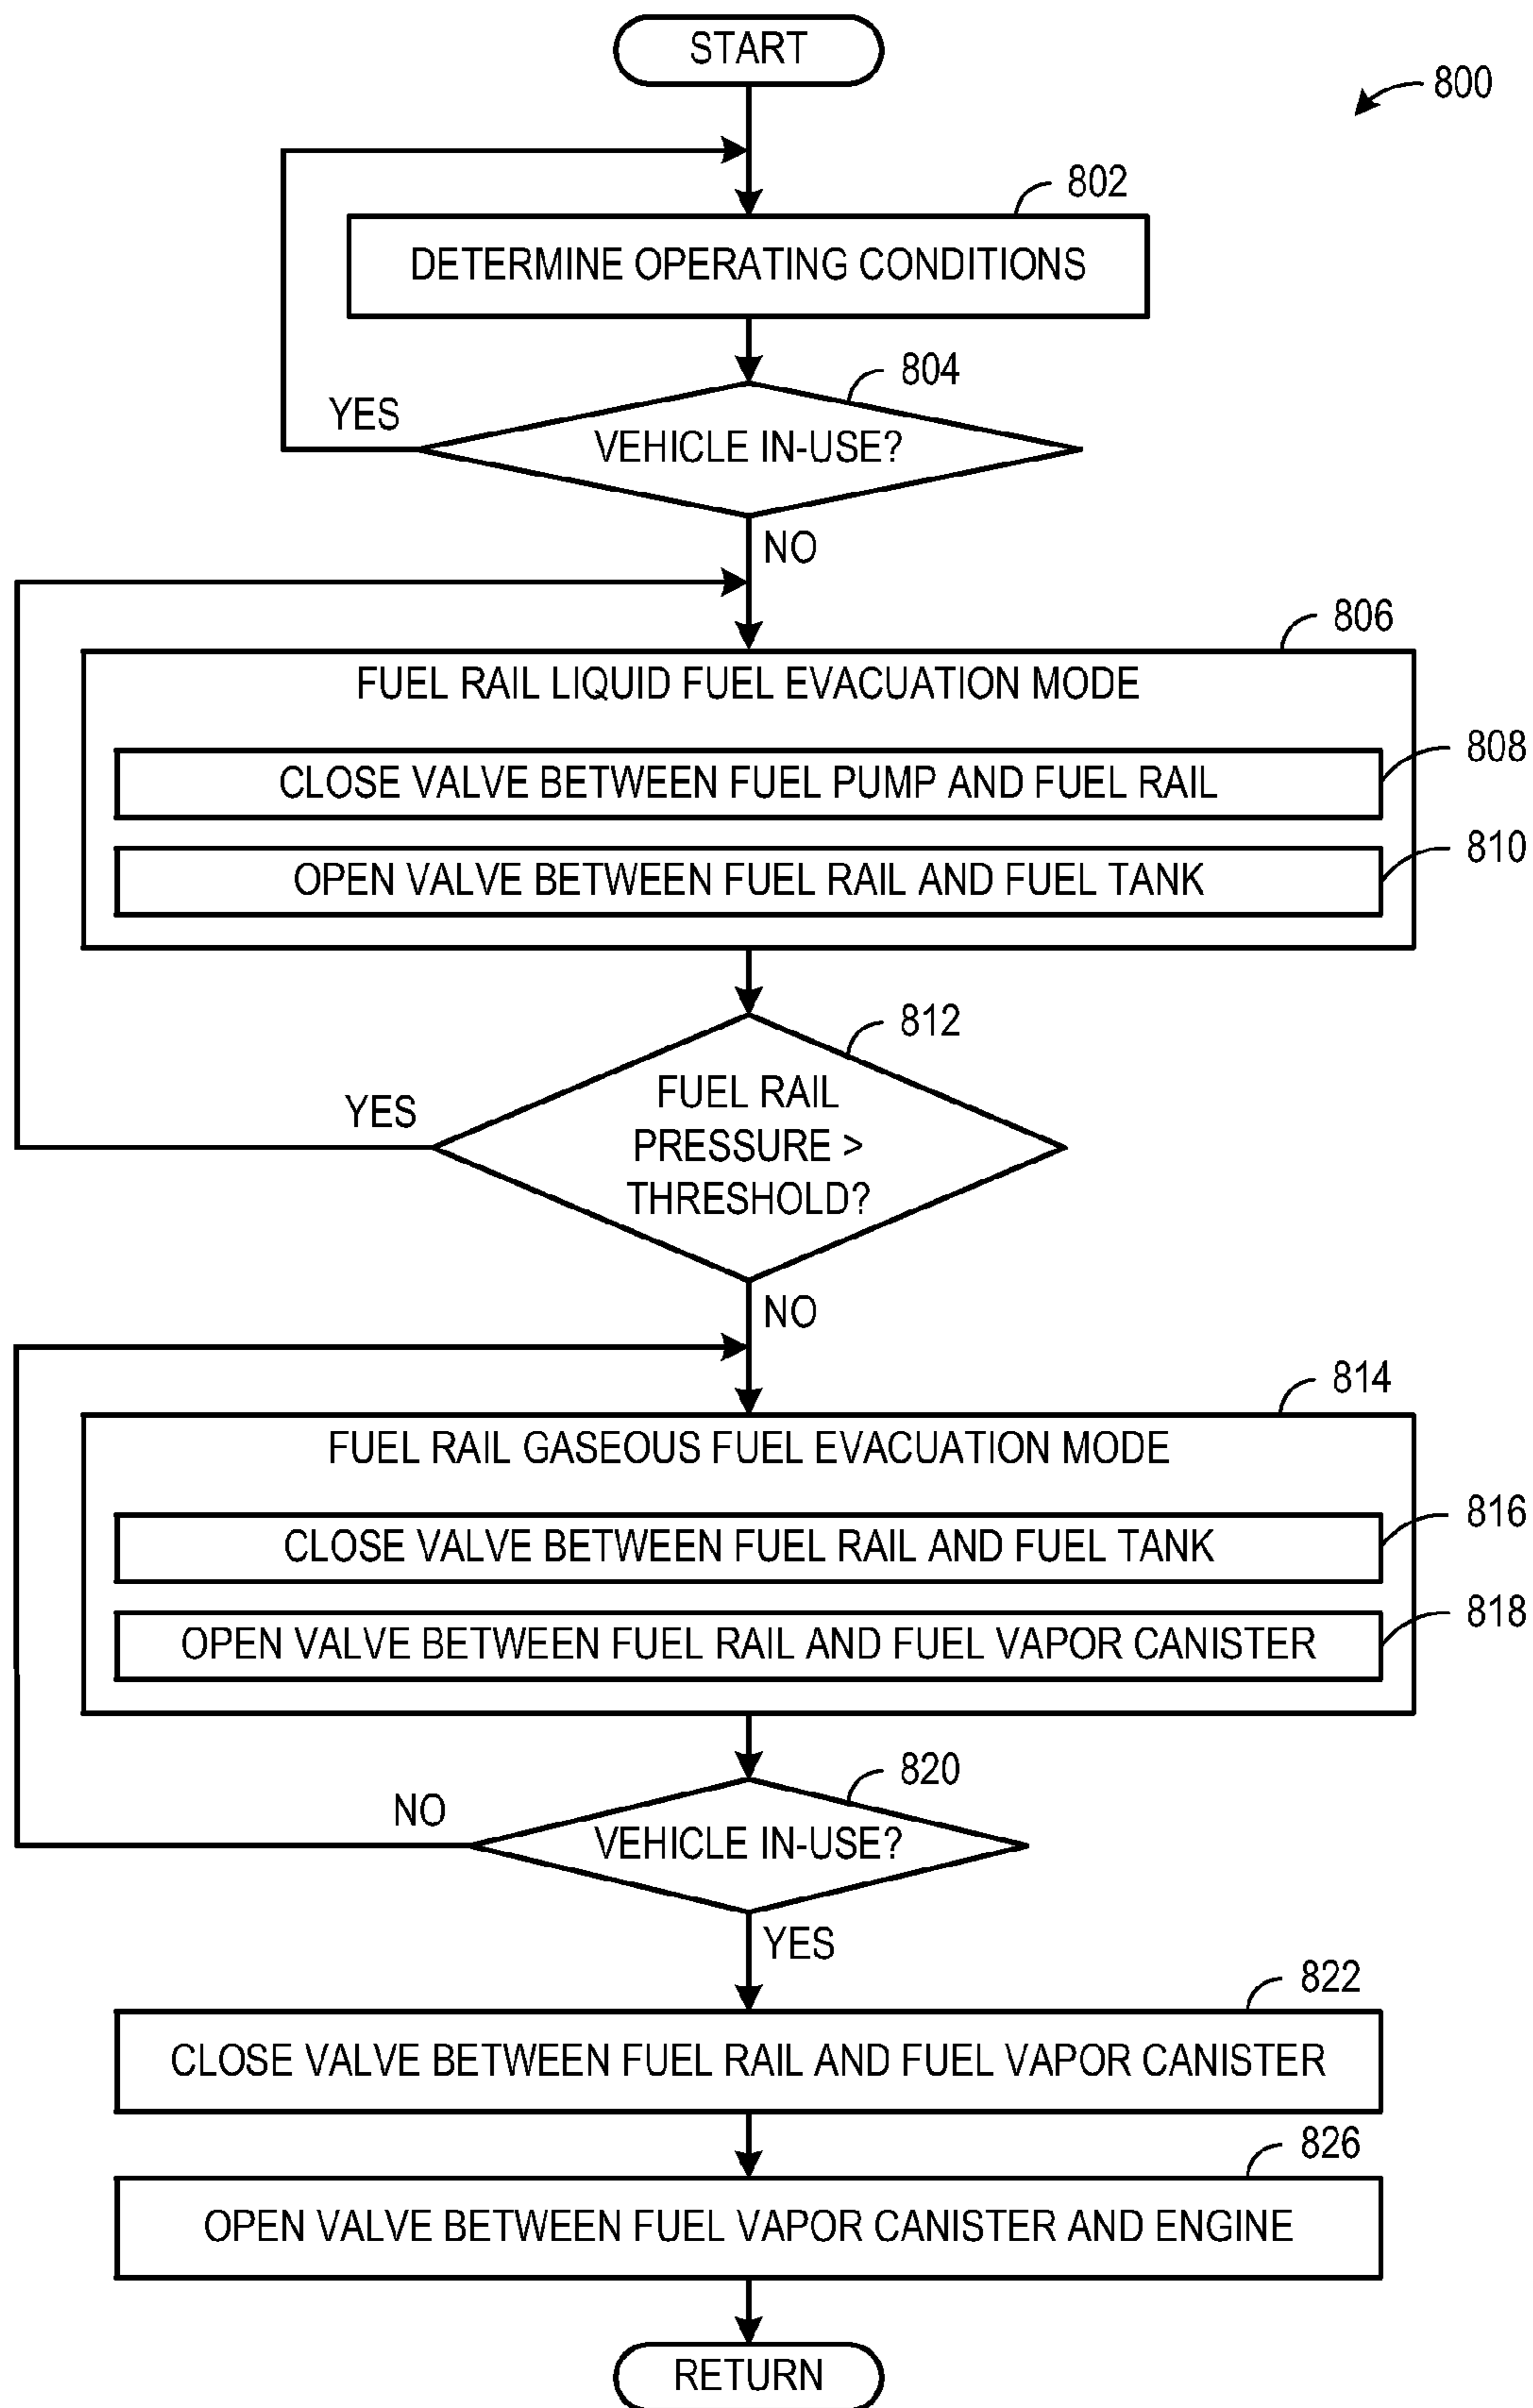 START
800
802
DETERMINE OPERATING CONDITIONS
804
YES
VEHICLE IN-USE?
NO
806
FUEL RAIL LIQUID FUEL EVACUATION MODE
808
CLOSE VALVE BETWEEN FUEL PUMP AND FUEL RAIL
810
OPEN VALVE BETWEEN FUEL RAIL AND FUEL TANK
812
YES
FUEL RAIL
PRESSURE >
THRESHOLD?
NO
814
FUEL RAIL GASEOUS FUEL EVACUATION MODE
816
CLOSE VALVE BETWEEN FUEL RAIL AND FUEL TANK
818
OPEN VALVE BETWEEN FUEL RAIL AND FUEL VAPOR CANISTER
820
NO
VEHICLE IN-USE?
YES
822
CLOSE VALVE BETWEEN FUEL RAIL AND FUEL VAPOR CANISTER
826
OPEN VALVE BETWEEN FUEL VAPOR CANISTER AND ENGINE
RETURN